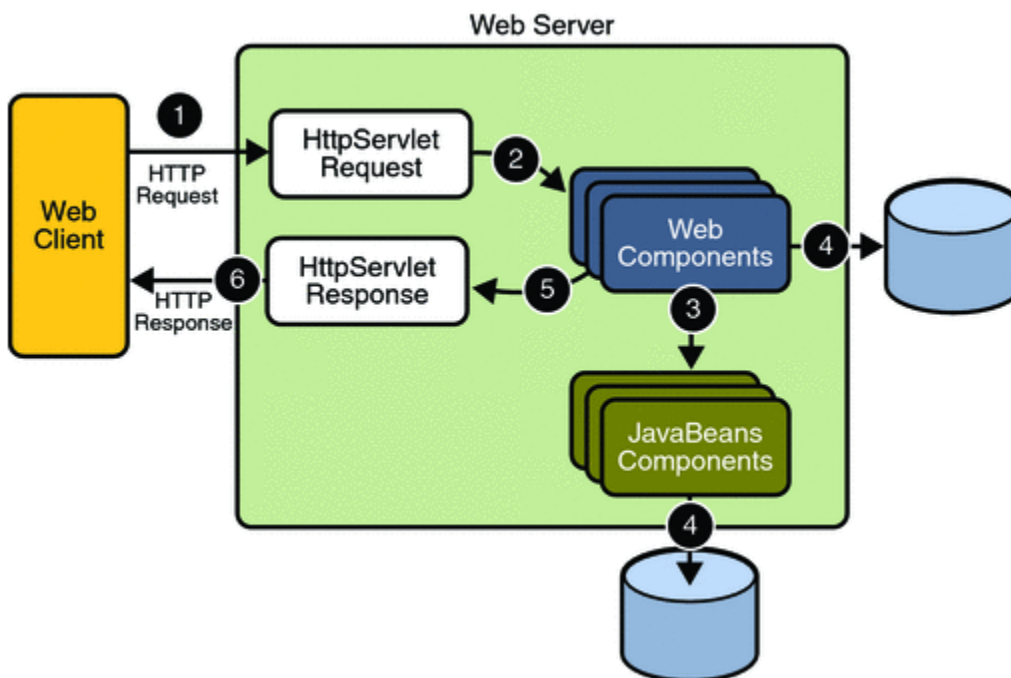 Web Server
1
HTTP
Request
HttpServlet
Request
2
Web
Client
Web
Components
4
6
HTTP
Response
HttpServlet
Response
5
3
JavaBeans
Components
4